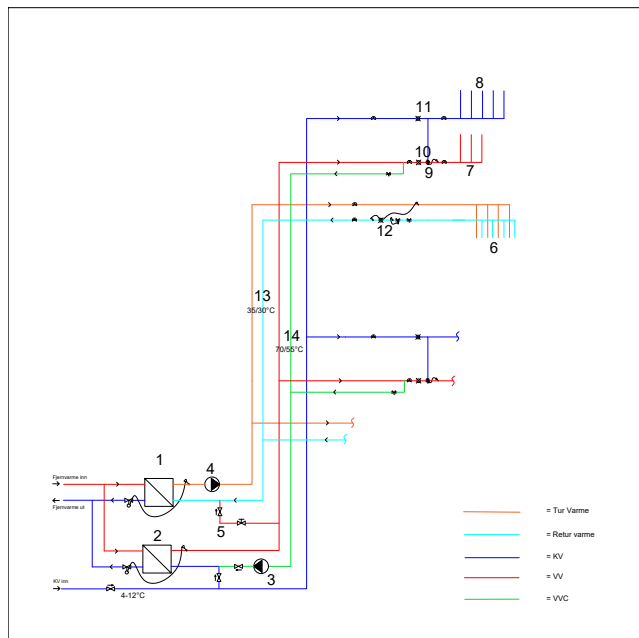 8
11
10
9
7
12
6
13
35/30°C
14
70/55°C
1
4
Fjernvarme inn
Fjernvarme ut
5
2
3
KV inn
4-12°C
= Tur Varme
= Retur varme
= KV
= VV
= VVC